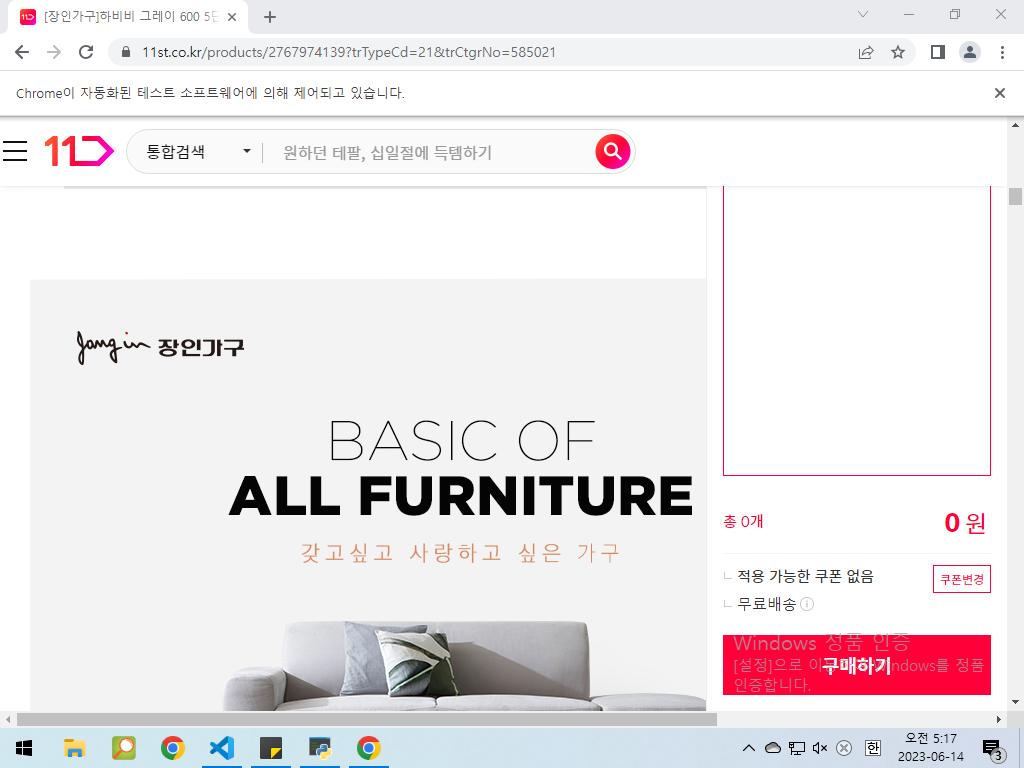 [장인가구]하비비 그레이 600 5단
11st.co.kr/products/2767974139?trTypeCd=21&trCtgrNo=585021
Chrome이 자동화된 테스트 소프트웨어에 의해 제어되고 있습니다.
통합검색
원하던 테팔, 십일절에 득템하기
Jang in 장인가구
BASIC OF
ALL FURNITURE
갖고싶고 사랑하고 싶은 가구
총 0개
0 원
적용 가능한 쿠폰 없음
쿠폰변경
무료배송
Windows 정품 인증
[설정]으로 이 Windows를 정품
구매하기
인증합니다.
한
오전 5:17
2023-06-14
3